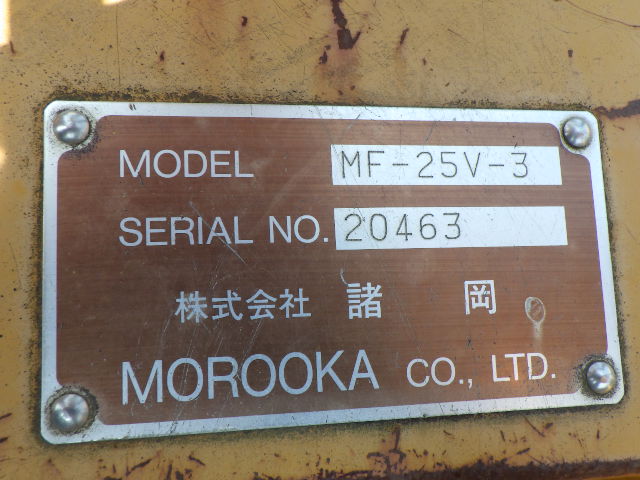 MODEL MF-25V-3
SERIAL NO. 20463
株式会社 諸岡
MOROOKA CO., LTD.